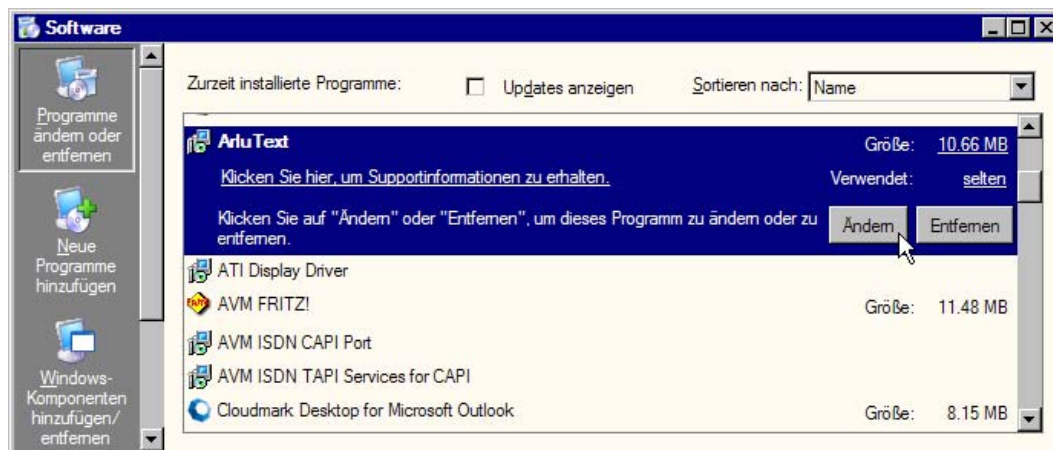 Software
Programme
ändern oder
entfernen
Neue
Programme
hinzufügen
Windows-
Komponenten
hinzufügen/
entfernen
Zurzeit installierte Programme:
Updates anzeigen
Sortieren nach: Name
ArluText Größe: 10.66 MB
Klicken Sie hier, um Supportinformationen zu erhalten. Verwendet: selten
Klicken Sie auf "Ändern" oder "Entfernen", um dieses Programm zu ändern oder zu
entfernen.
Ändern Entfernen
ATI Display Driver
AVM FRITZ! Größe: 11.48 MB
AVM ISDN CAPI Port
AVM ISDN TAPI Services for CAPI
Cloudmark Desktop for Microsoft Outlook Größe: 8.15 MB